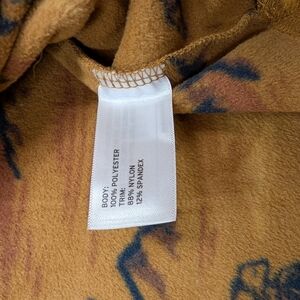 BODY:
100% POLYESTER
TRIM:
88% NYLON
12% SPANDEX